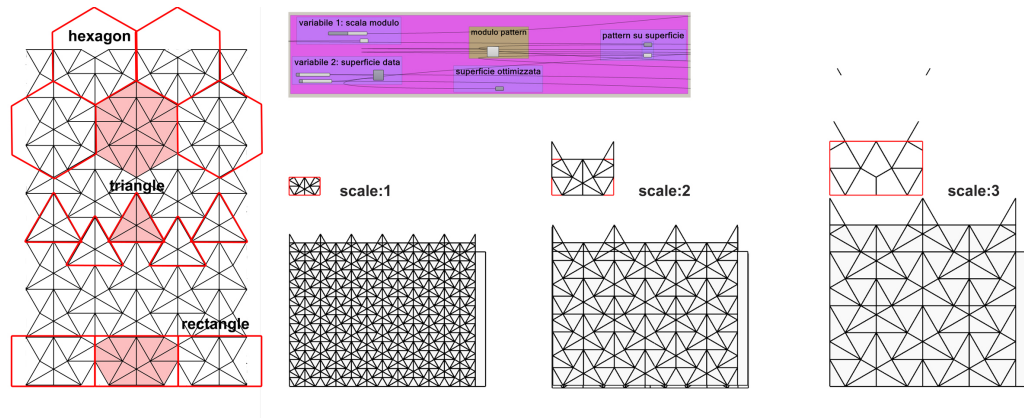 hexagon
triangle
rectangle
variabile 1: scala modulo
modulo pattern
pattern su superficie
variabile 2: superficie data
superficie ottimizzata
scale:1
scale:2
scale:3